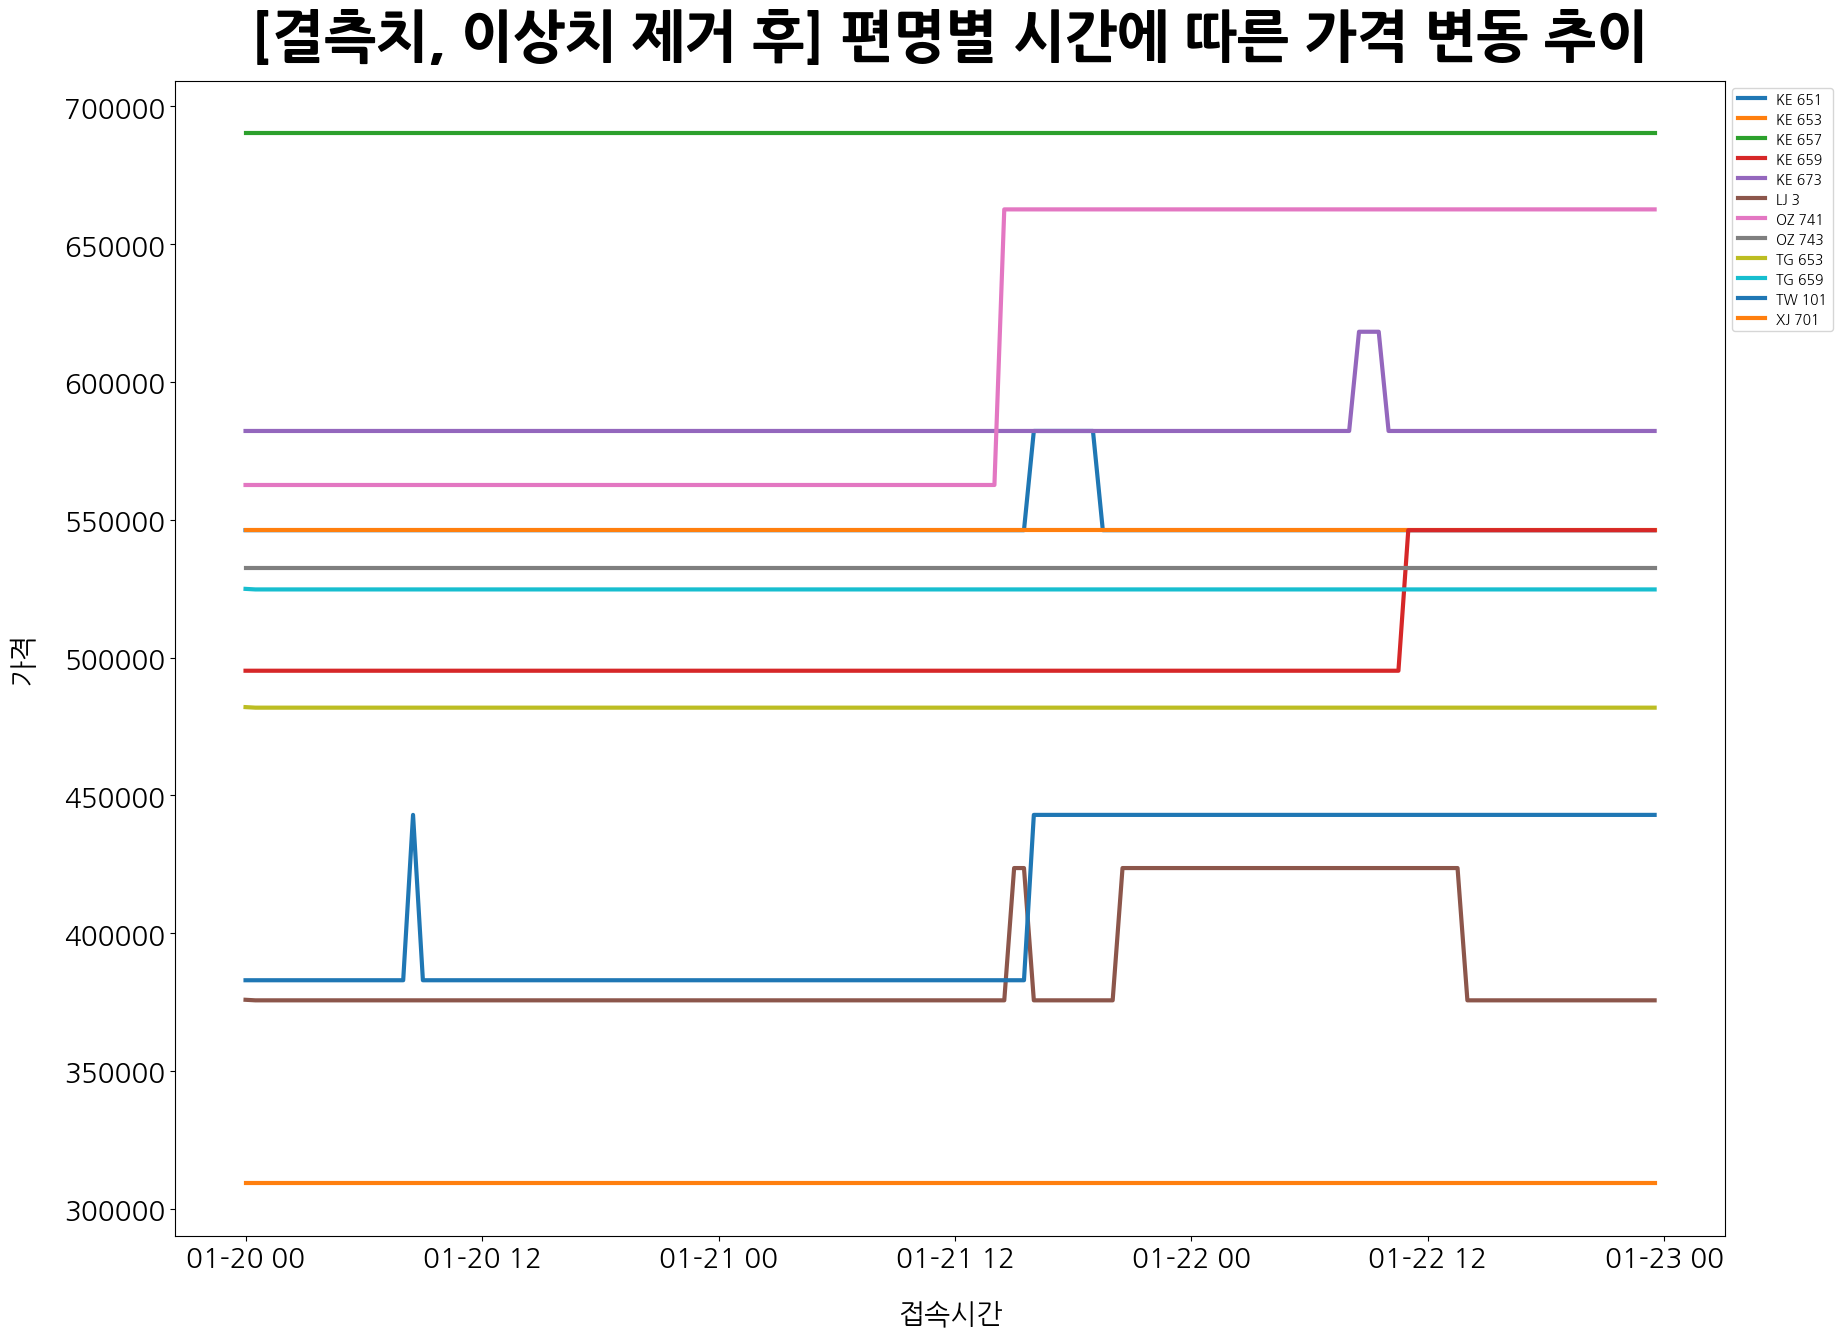 [결측치, 이상치 제거 후] 편명별 시간에 따른 가격 변동 추이
700000
650000
600000
550000
500000
450000
400000
350000
300000
가격
01-20 00
01-20 12
01-21 00
01-21 12
01-22 00
01-22 12
01-23 00
접속시간
KE 651
KE 653
KE 657
KE 659
KE 673
LJ 3
OZ 741
OZ 743
TG 653
TG 659
TW 101
XJ 701